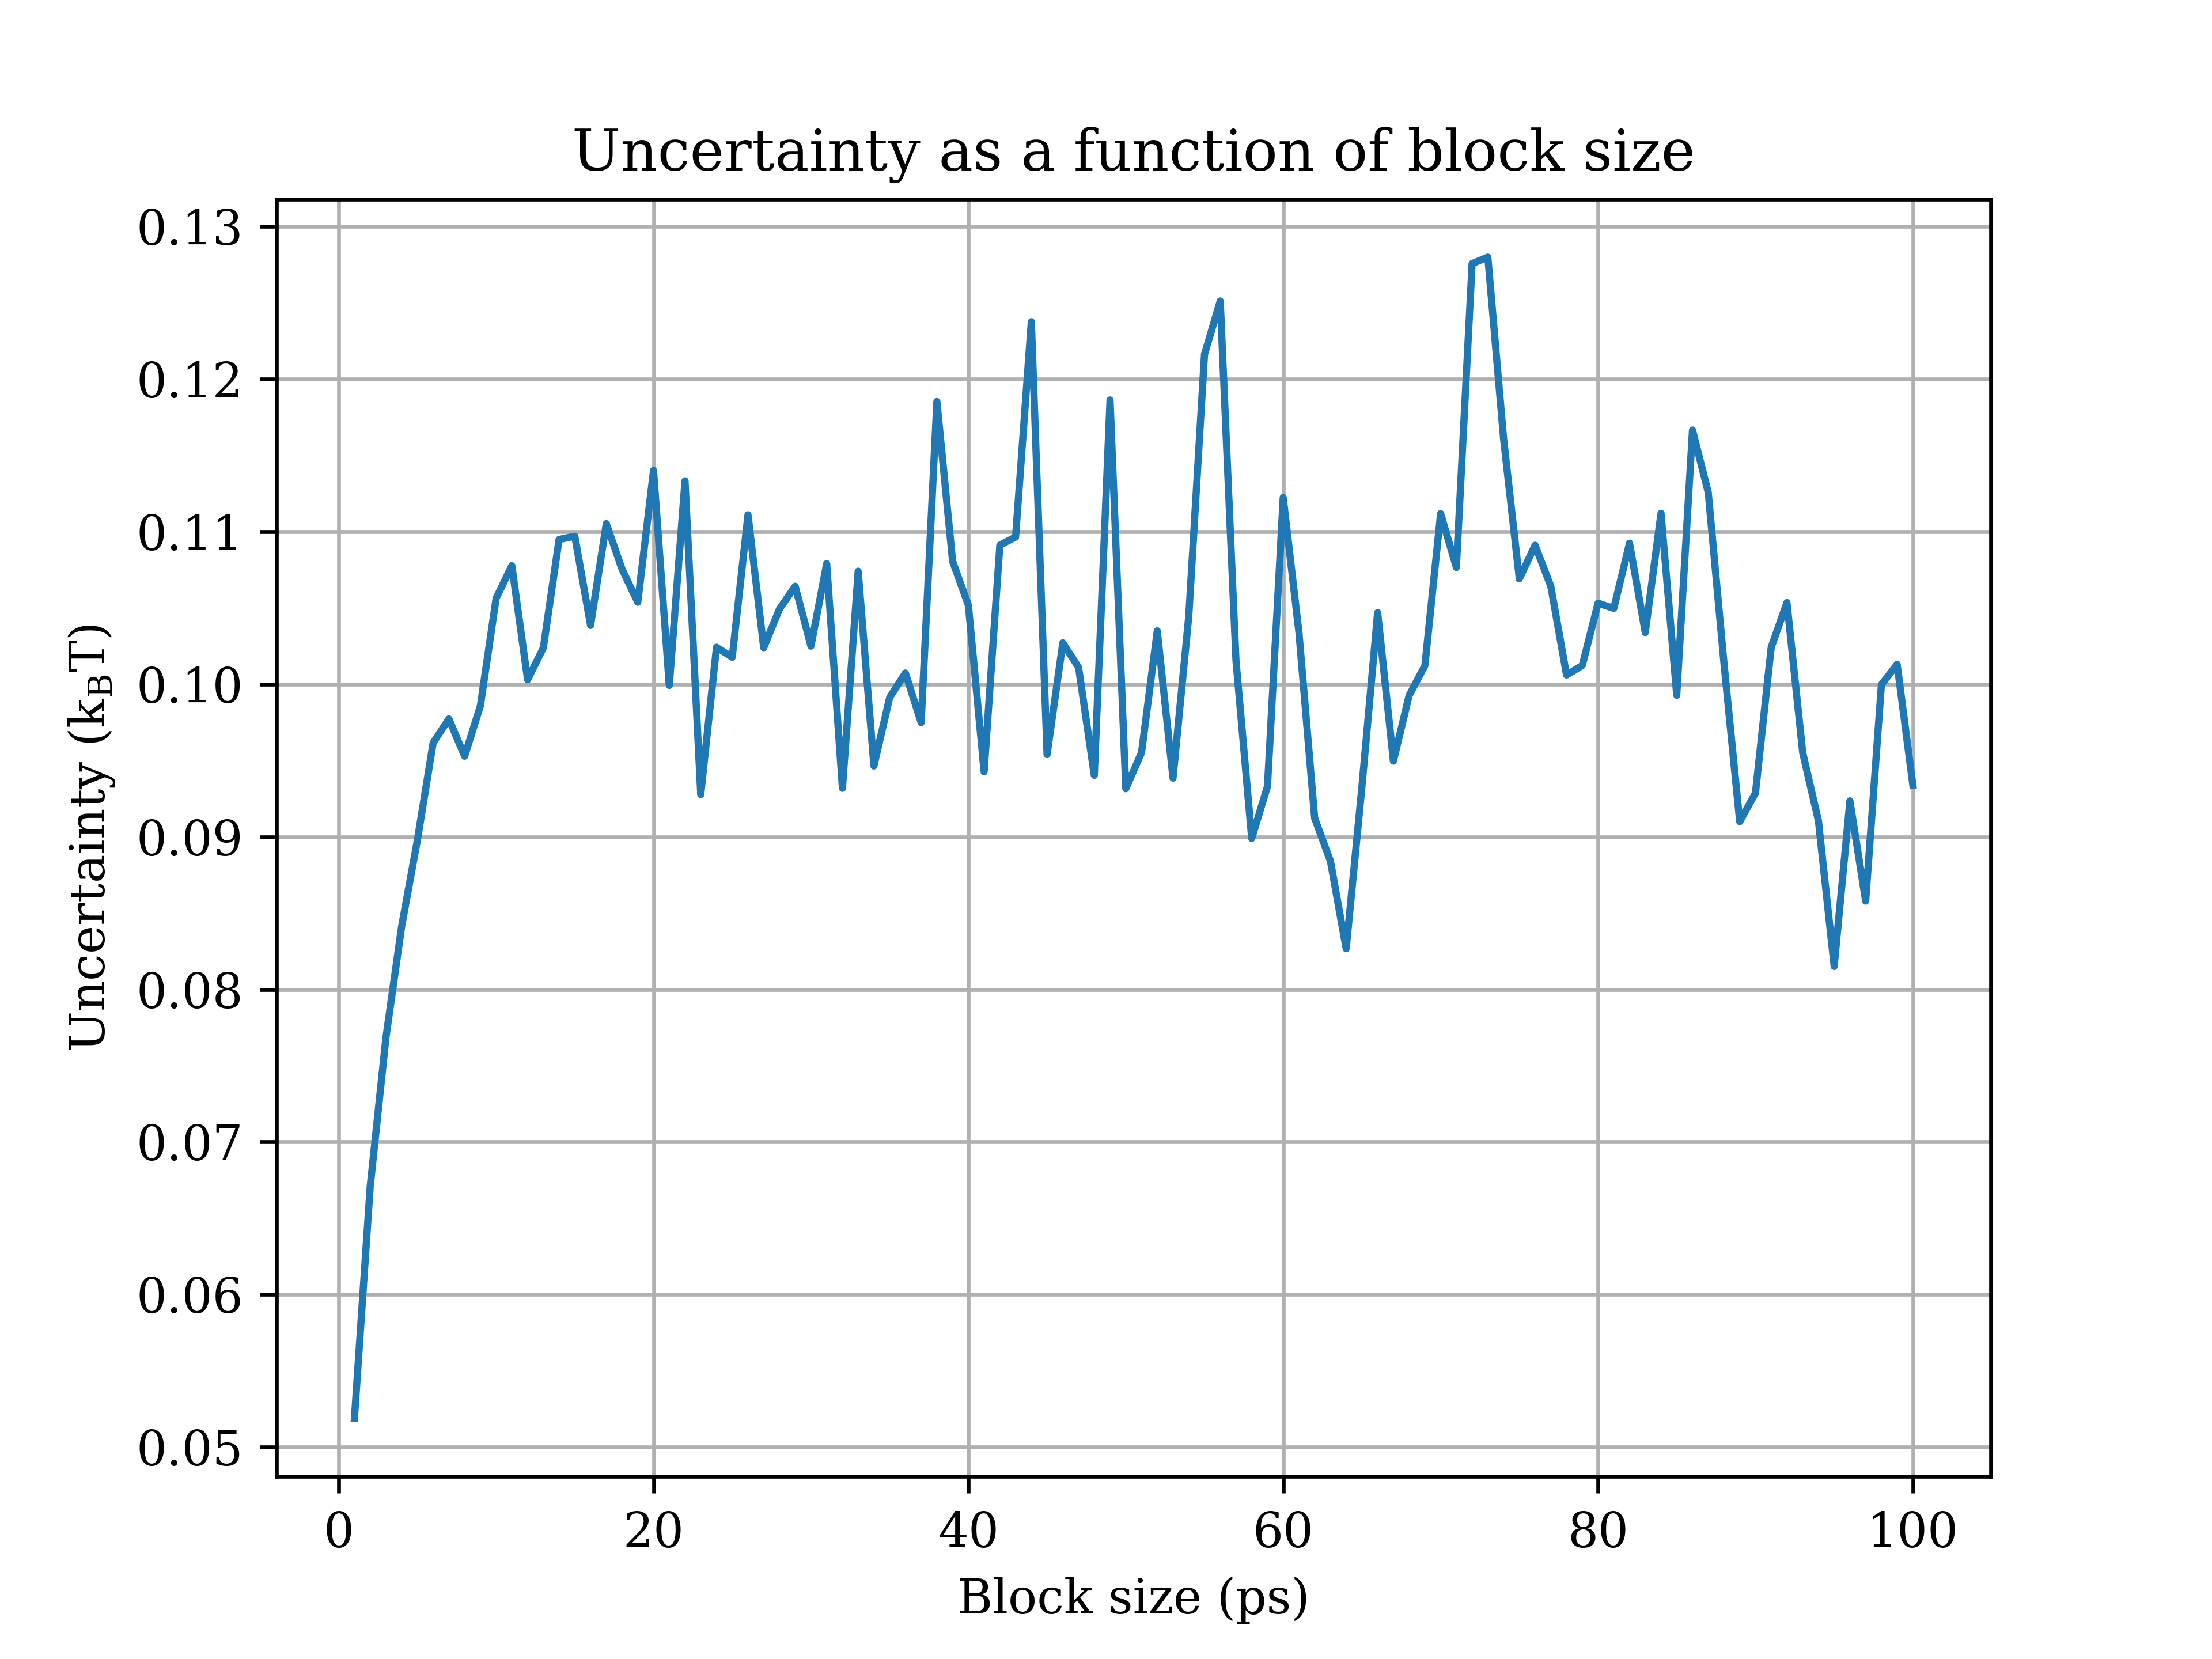 Uncertainty as a function of block size
0.13
0.12
0.11
0.10
0.09
0.08
0.07
0.06
0.05
Uncertainty (k_B T)
0 20 40 60 80 100
Block size (ps)